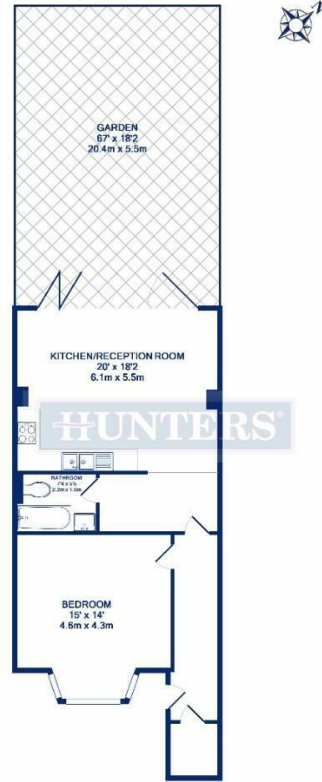 GARDEN
67' x 18'2
20.4m x 5.5m
KITCHEN/RECEPTION ROOM
20' x 18'2
6.1m x 5.5m
HUNTERS
BATHROOM
BEDROOM
15' x 14'
4.6m x 4.3m